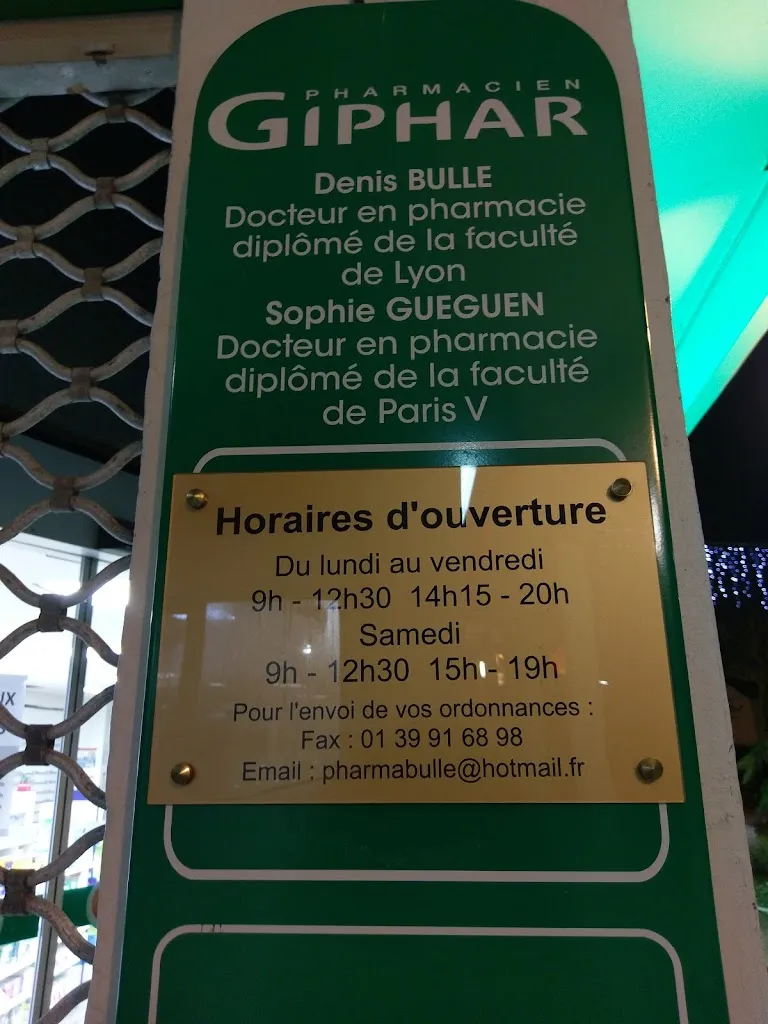 PHARMACIEN
GIPHAR
Denis BULLE
Docteur en pharmacie
diplômé de la faculté
de Lyon
Sophie GUEGUEN
Docteur en pharmacie
diplômé de la faculté
de Paris V
Horaires d'ouverture
Du lundi au vendredi
9h - 12h30 14h15 - 20h
Samedi
9h - 12h30 15h - 19h
Pour l'envoi de vos ordonnances :
Fax : 01 39 91 68 98
Email : pharmabulle@hotmail.fr